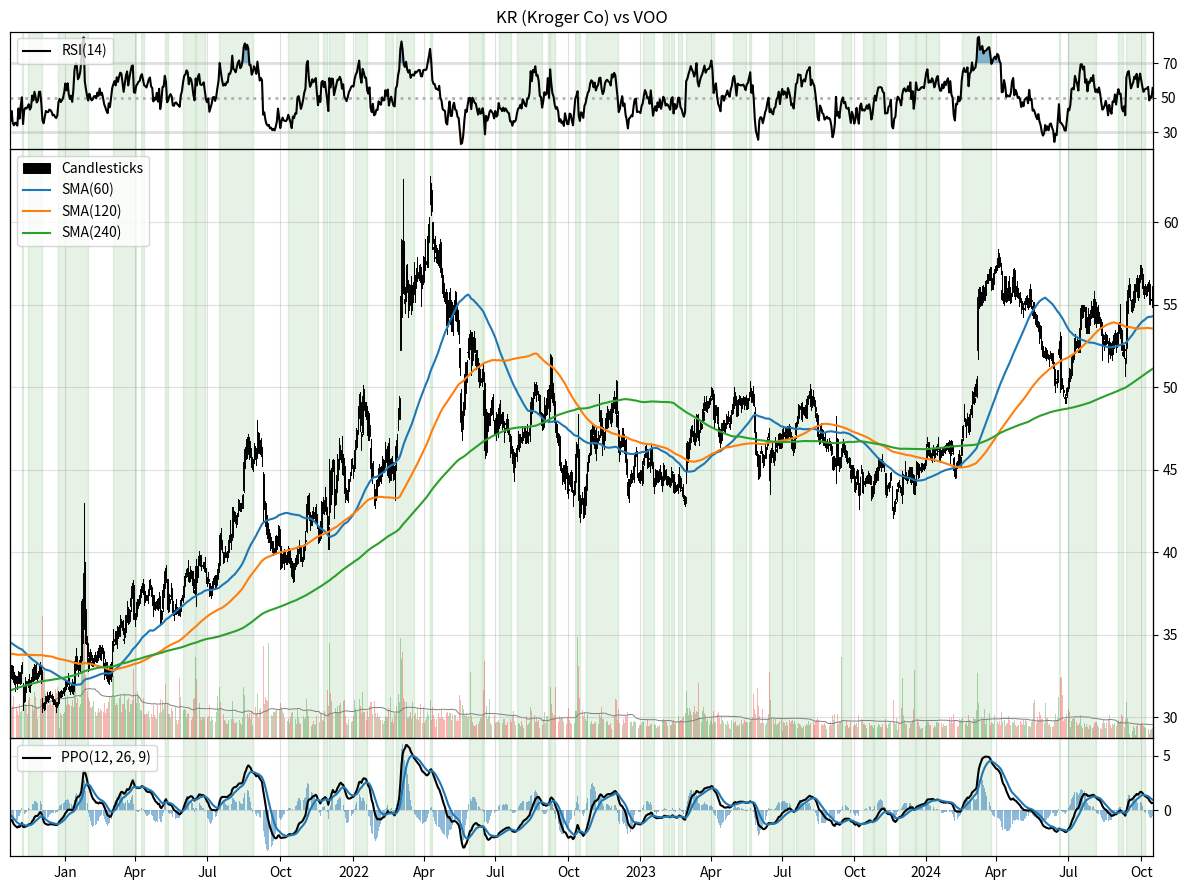 KR (Kroger Co) vs VOO
RSI(14)
70
50
30
Candlesticks
SMA(60)
SMA(120)
SMA(240)
60
55
50
45
40
35
30
PPO(12, 26, 9)
5
0
Jan Apr Jul Oct 2022 Apr Jul Oct 2023 Apr Jul Oct 2024 Apr Jul Oct